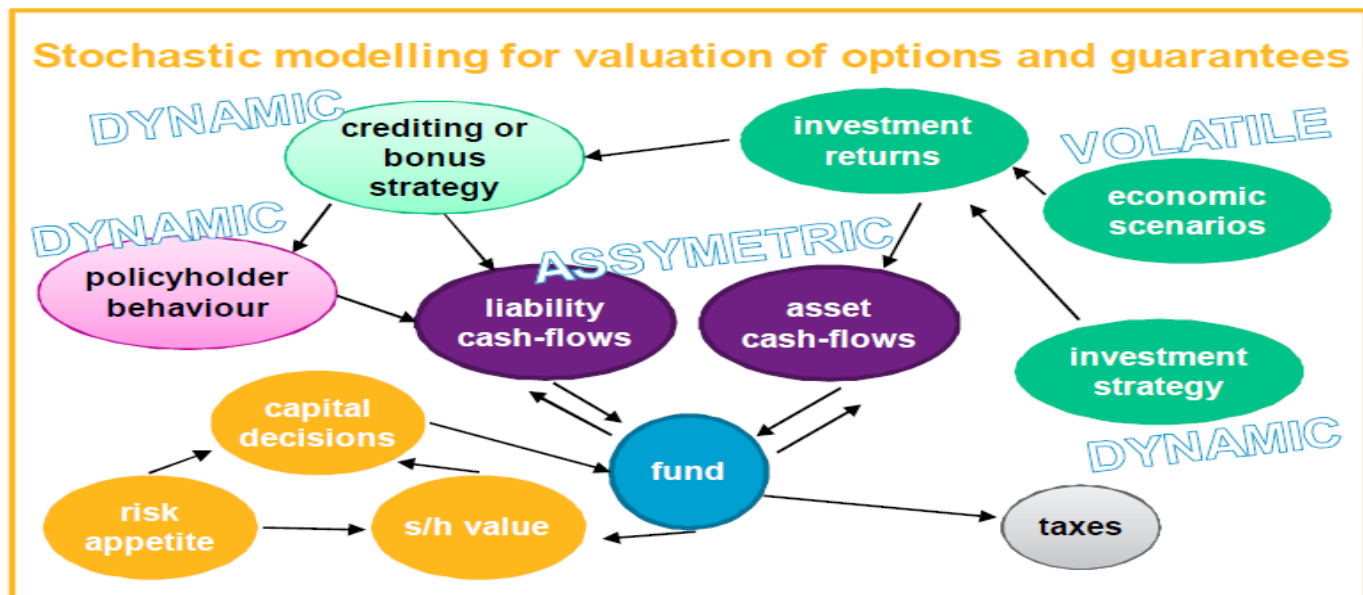 Stochastic modelling for valuation of options and guarantees
DYNAMIC
crediting or
bonus
strategy
investment
returns
VOLATILE
economic
scenarios
DYNAMIC
policyholder
behaviour
ASSYMETRIC
liability
cash-flows
asset
cash-flows
investment
strategy
DYNAMIC
capital
decisions
fund
risk
appetite
s/h value
taxes